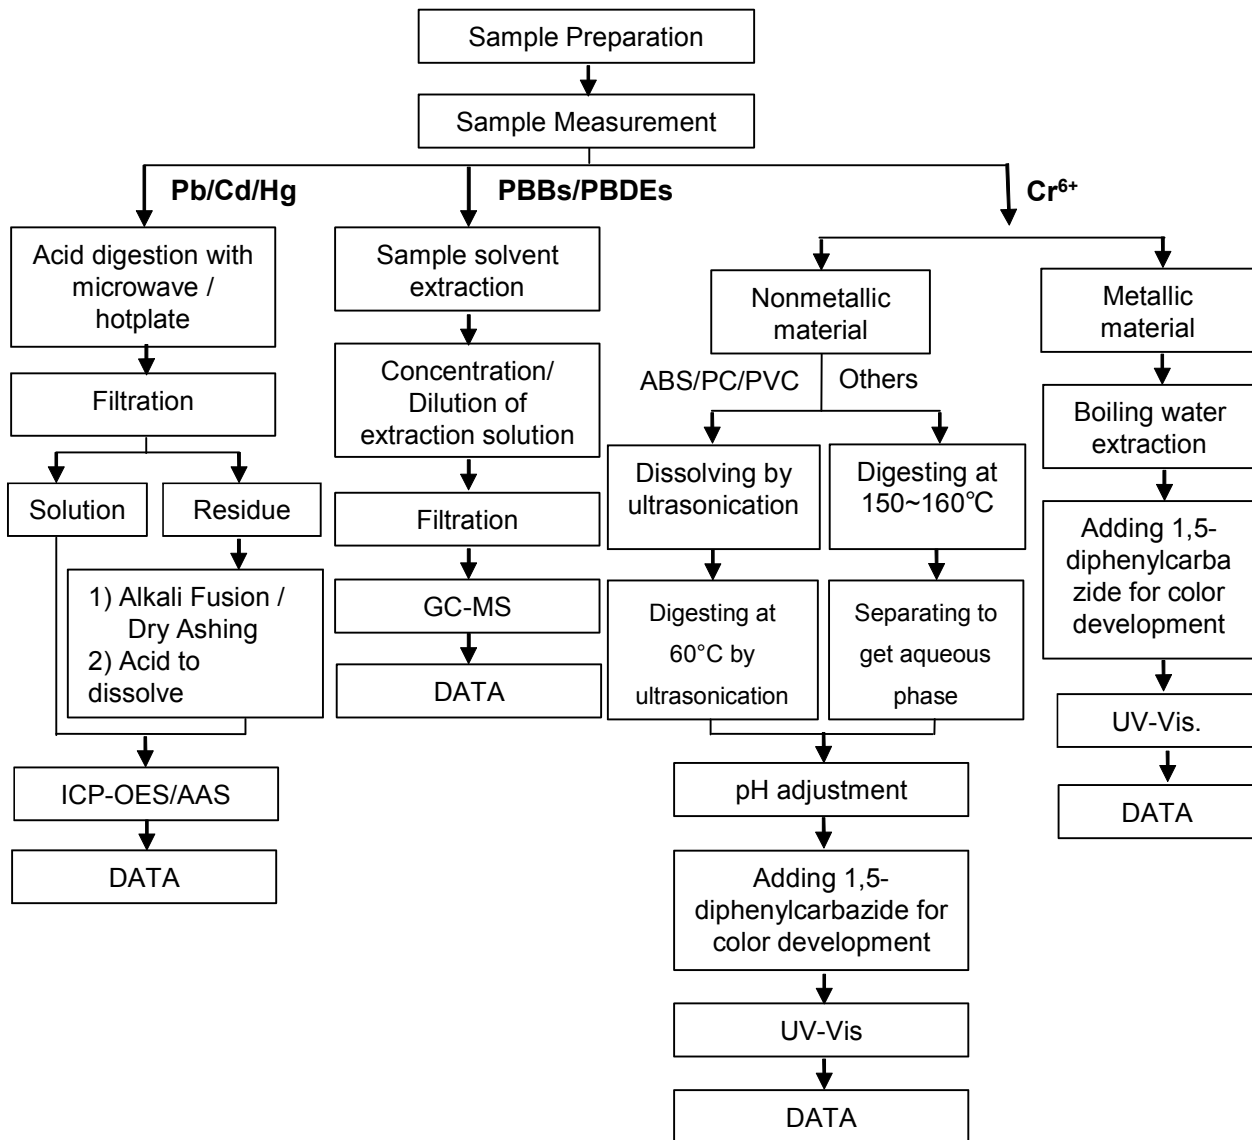 Sample Preparation
Sample Measurement
Pb/Cd/Hg
PBBs/PBDEs
Cr⁶⁺
Acid digestion with
microwave /
hotplate
Filtration
Solution
Residue
1) Alkali Fusion /
Dry Ashing
2) Acid to
dissolve
ICP-OES/AAS
DATA
Sample solvent
extraction
Concentration/
Dilution of
extraction solution
Filtration
GC-MS
DATA
Nonmetallic
material
ABS/PC/PVC
Others
Dissolving by
ultrasonication
Digesting at
60°C by
ultrasonication
Digesting at
150~160℃
Separating to
get aqueous
phase
pH adjustment
Adding 1,5-
diphenylcarbazide for
color development
UV-Vis
DATA
Metallic
material
Boiling water
extraction
Adding 1,5-
diphenylcarba
zide for color
development
UV-Vis.
DATA